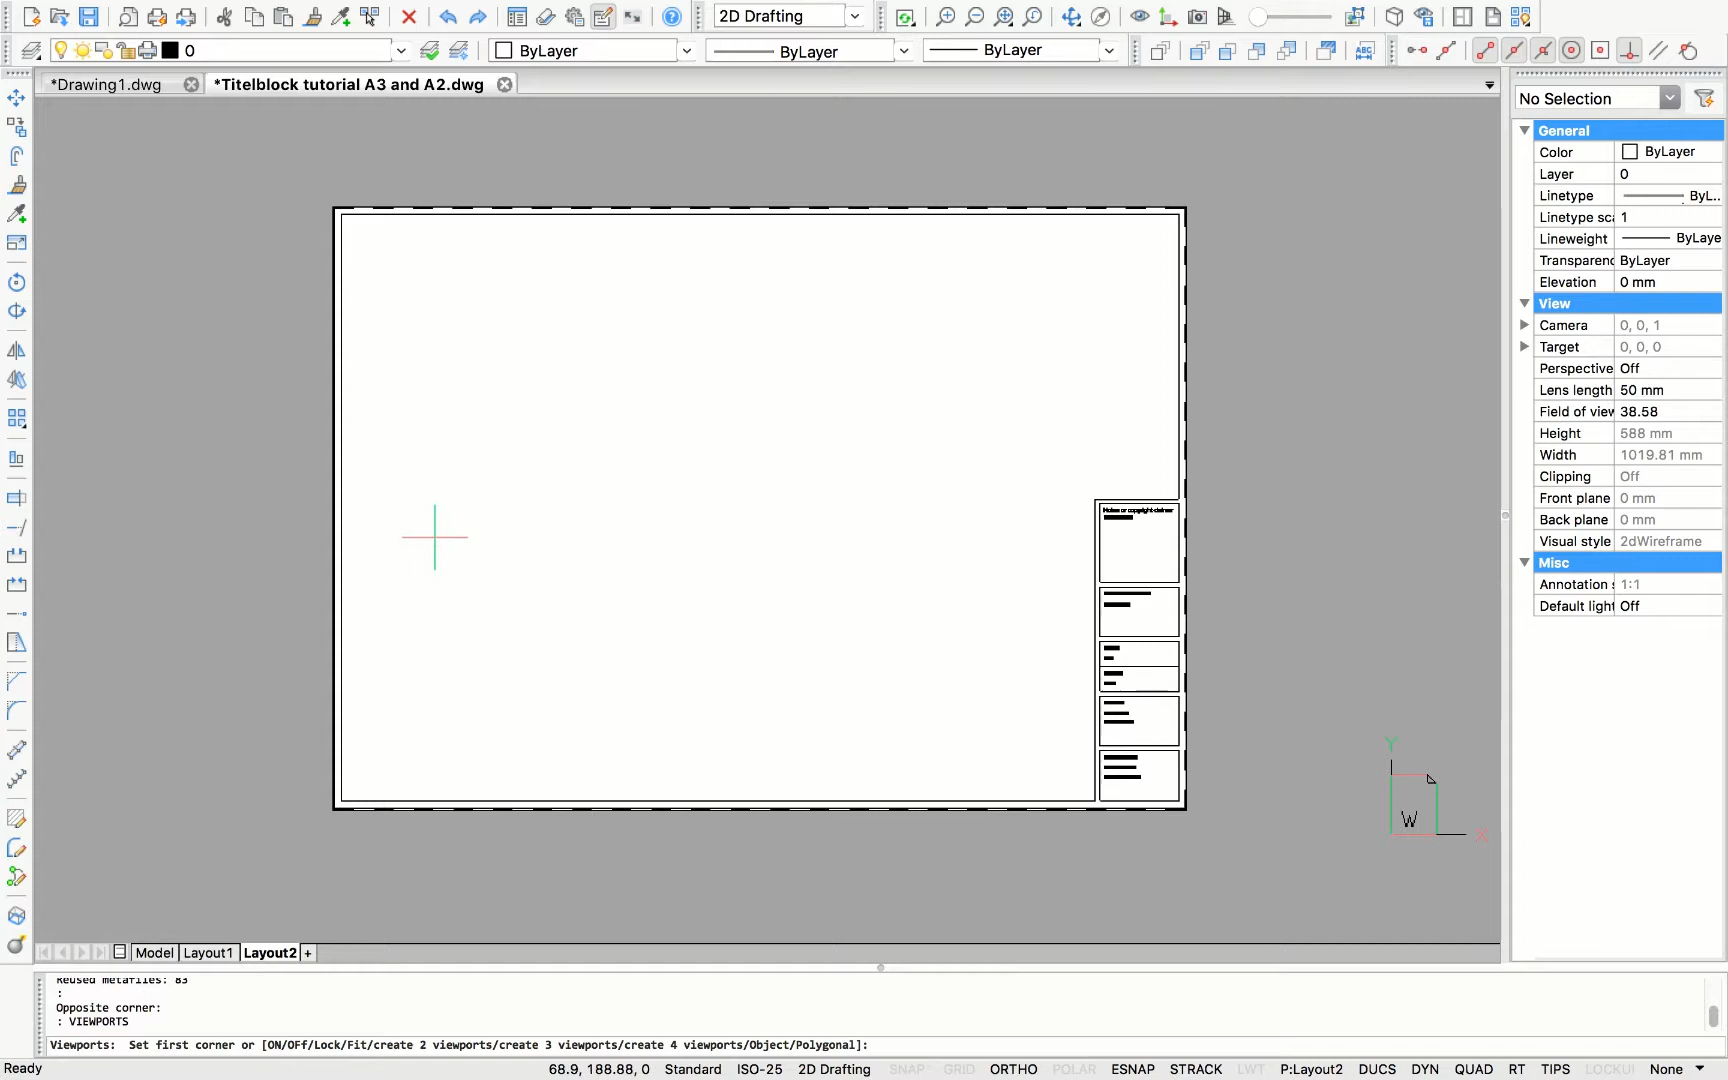 2D Drafting
0
ByLayer
ByLayer
ByLayer
ABC
*Drawing1.dwg
*Titelblock tutorial A3 and A2.dwg
No Selection
General
Color ByLayer
Layer 0
Linetype ByL...
Linetype sca 1
Lineweight ByLaye
Transparenc ByLayer
Elevation 0 mm
View
Camera 0, 0, 1
Target 0, 0, 0
Perspective Off
Lens length 50 mm
Field of view 38.58
Height 588 mm
Width 1019.81 mm
Clipping Off
Front plane 0 mm
Back plane 0 mm
Visual style 2dWireframe
Misc
Annotation s 1:1
Default light Off
Y
W
X
Model Layout1 Layout2 +
Reused metafiles: 83
:
Opposite corner:
: VIEWPORTS
Viewports: Set first corner or [ON/OFf/Lock/Fit/create 2 viewports/create 3 viewports/create 4 viewports/Object/Polygonal]:
Ready 68.9, 188.88, 0 Standard ISO-25 2D Drafting SNAP GRID ORTHO POLAR ESNAP STRACK LWT P:Layout2 DUCS DYN QUAD RT TIPS LOCKUI None